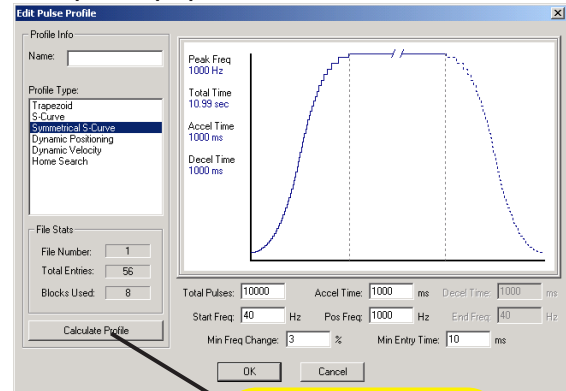 Edit Pulse Profile
Profile Info
Name:
Profile Type:
Trapezoid
S-Curve
Symmetrical S-Curve
Dynamic Positioning
Dynamic Velocity
Home Search
File Stats
File Number: 1
Total Entries: 56
Blocks Used: 8
Calculate Profile
Peak Freq
1000 Hz
Total Time
10.99 sec
Accel Time
1000 ms
Decel Time
1000 ms
Total Pulses: 10000 Accel Time: 1000 ms Decel Time: 1000 ms
Start Freq: 40 Hz Pos Freq: 1000 Hz End Freq: 40 Hz
Min Freq Change: 3 % Min Entry Time: 10 ms
OK Cancel